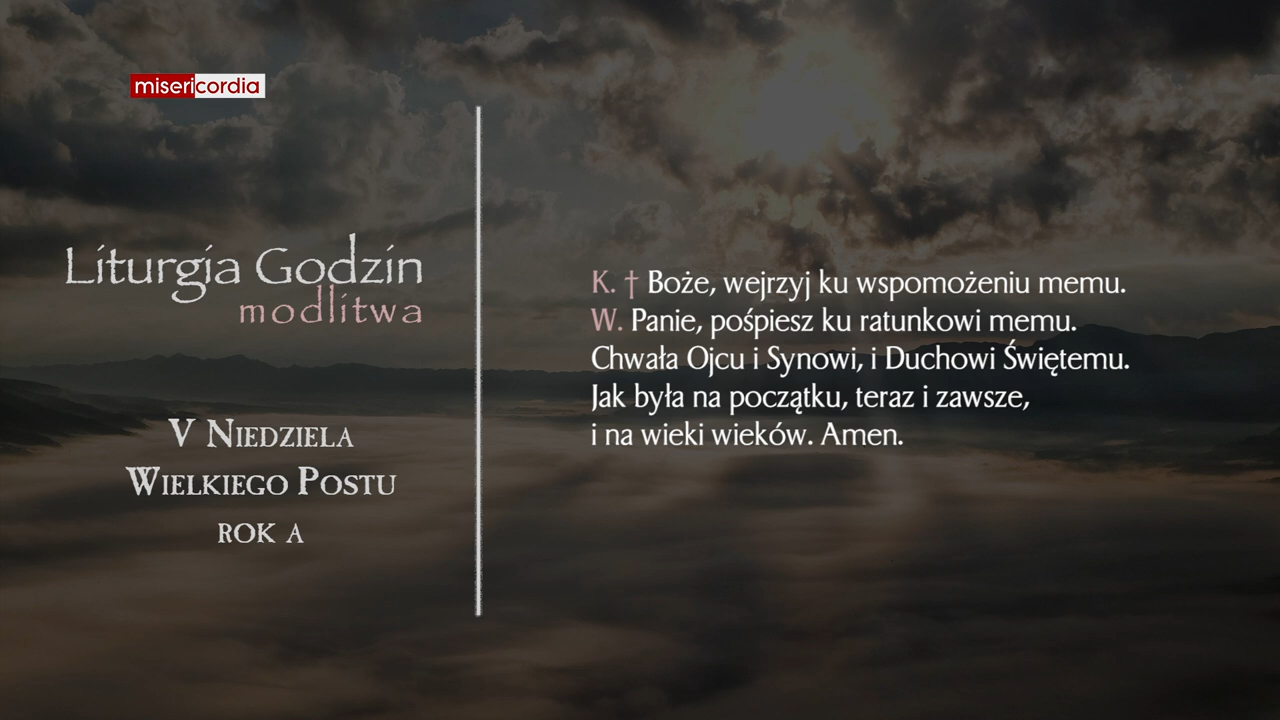 misericordia
Liturgia Godzin
modlitwa
V Niedziela
Wielkiego Postu
rok A
K. † Boże, wejrzyj ku wspomożeniu memu.
W. Panie, pośpiesz ku ratunkowi memu.
Chwała Ojcu i Synowi, i Duchowi Świętemu.
Jak była na początku, teraz i zawsze,
i na wieki wieków. Amen.